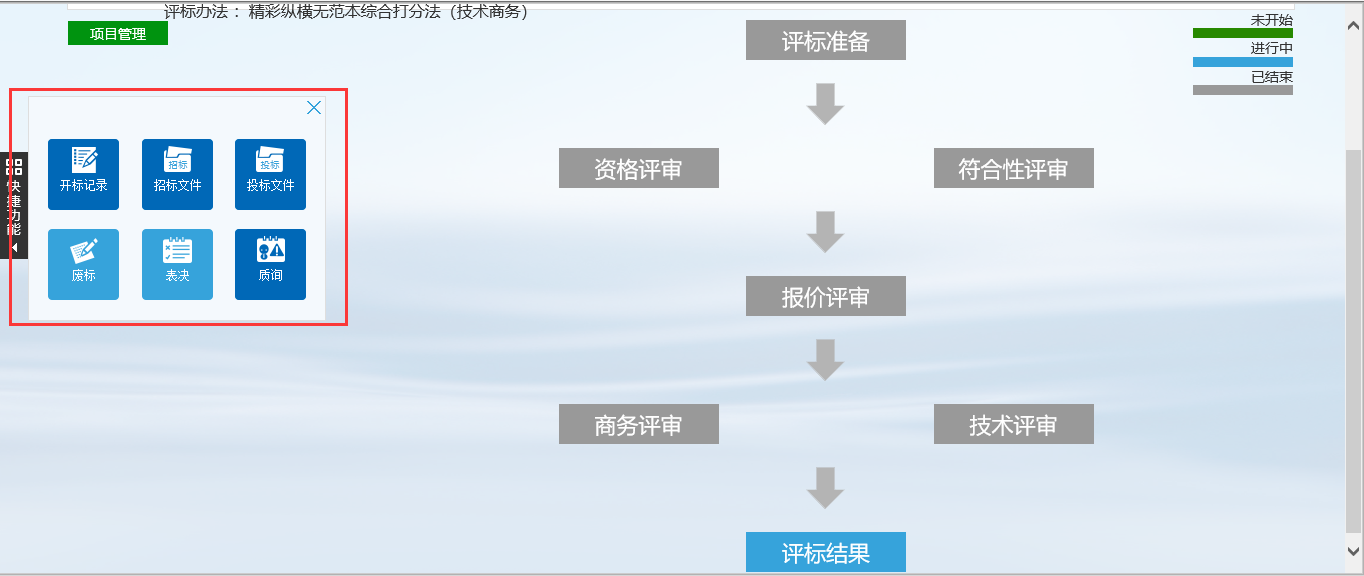 评标办法： 精彩纵横无范本综合打分法（技术商务）
项目管理
未开始
进行中
已结束
快捷功能
招标
投标
开标记录
招标文件
投标文件
废标
表决
质询
评标准备
资格评审
符合性评审
报价评审
商务评审
技术评审
评标结果